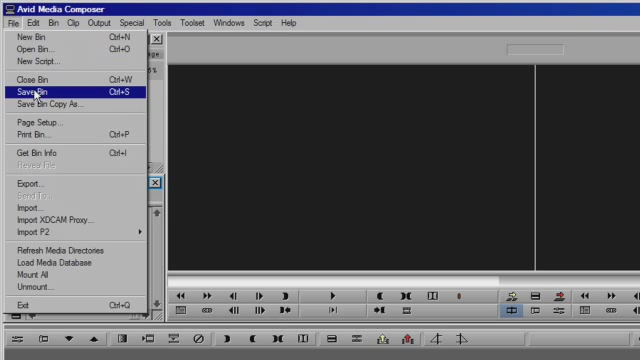 Avid Media Composer
File Edit Bin Clip Output Special Tools Toolset Windows Script Help
New Bin Ctrl+N
Open Bin... Ctrl+O
New Script...
Close Bin Ctrl+W
Save Bin Ctrl+S
Save Bin Copy As...
Page Setup...
Print Bin... Ctrl+P
Get Bin Info Ctrl+I
Reveal File
Export...
Send To...
Import...
Import XDCAM Proxy...
Import P2
Refresh Media Directories
Load Media Database
Mount All
Unmount...
Exit Ctrl+Q